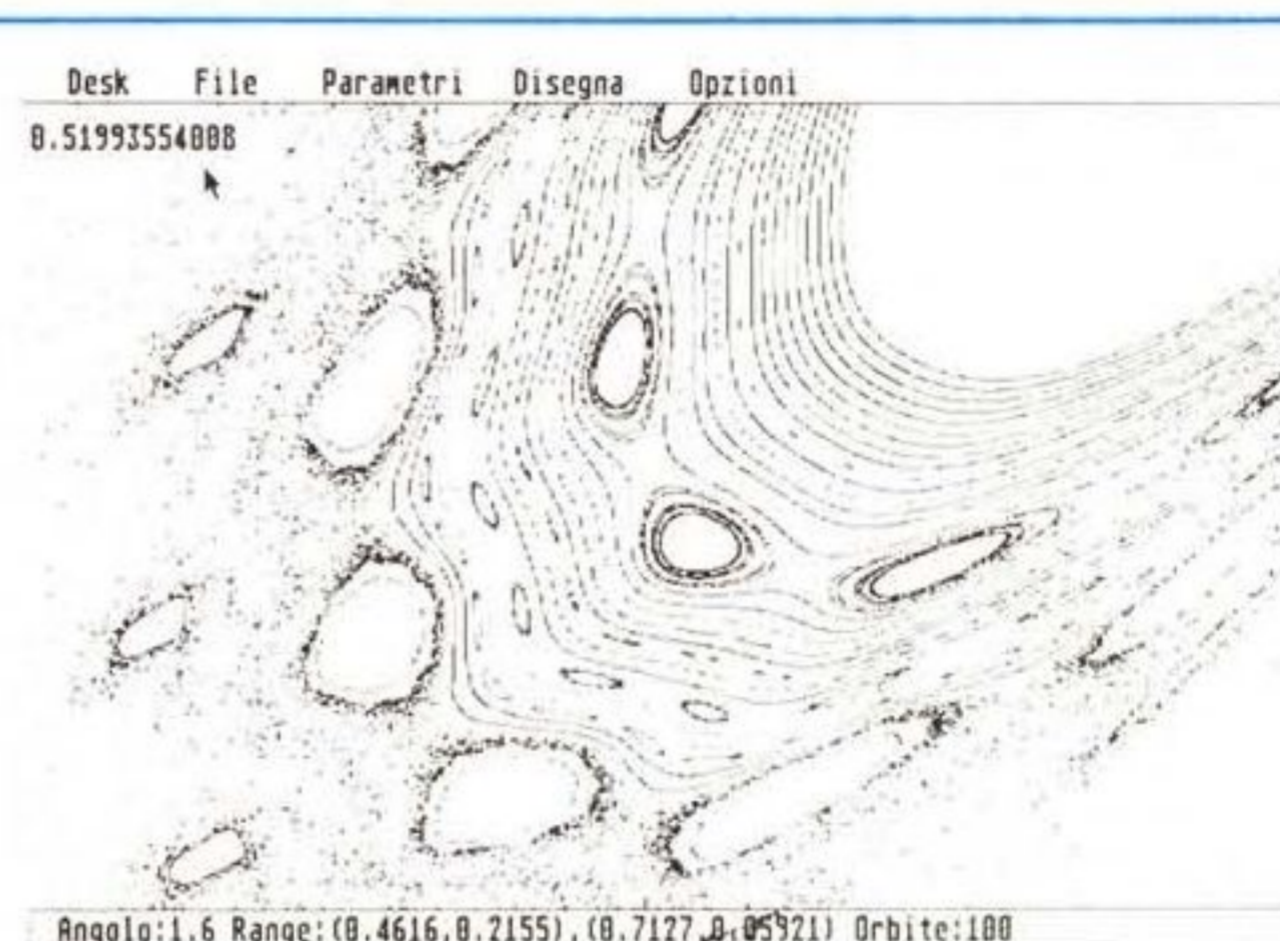 Desk File Parametri Disegna Opzioni
0.51993554008
Angolo:1.6 Range:(0.4616,0.2155),(0.7127,0.05921) Orbite:100